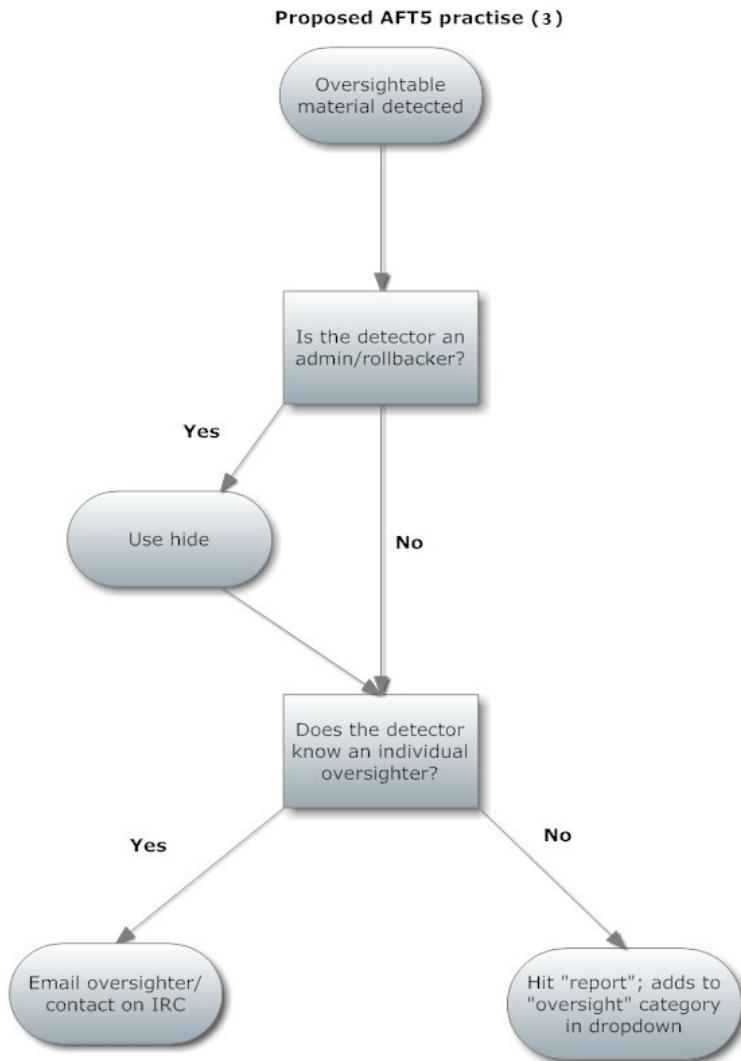 Proposed AFT5 practise (3)
Oversightable
material detected
Is the detector an
admin/rollbacker?
Yes
Use hide
No
Does the detector
know an individual
oversighter?
Yes
No
Email oversighter/
contact on IRC
Hit "report"; adds to
"oversight" category
in dropdown